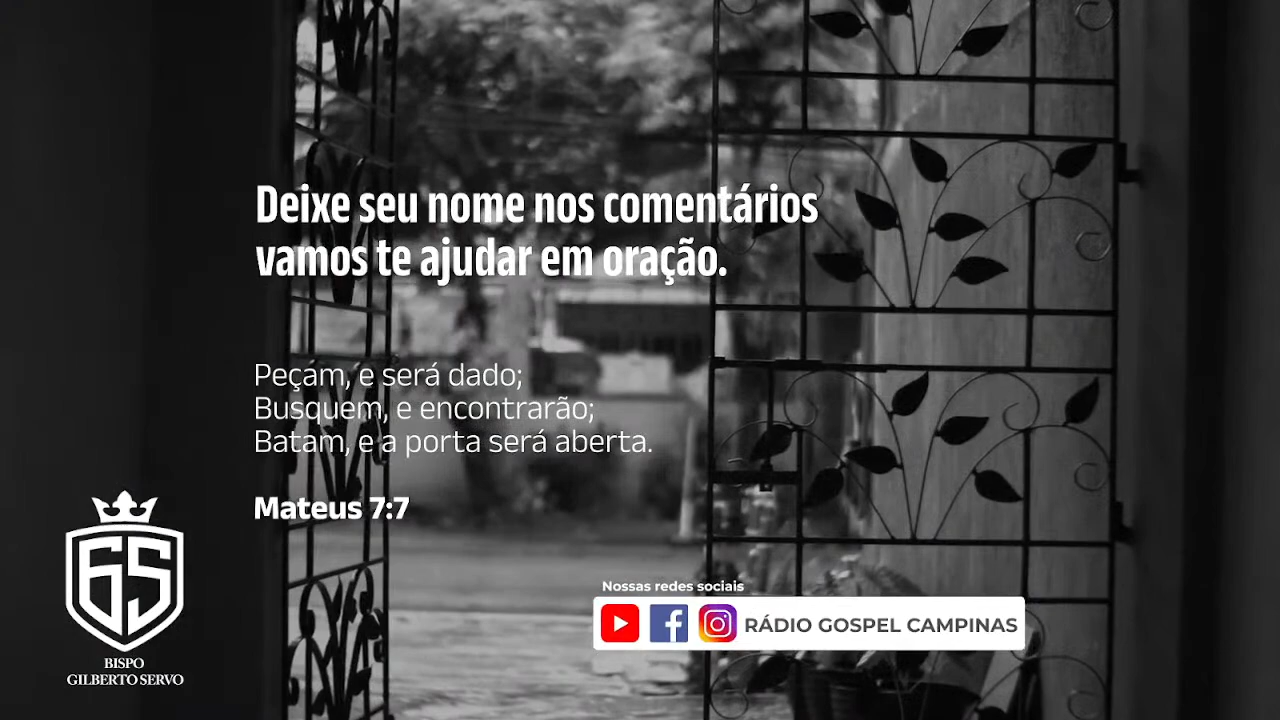 Deixe seu nome nos comentários
vamos te ajudar em oração.
Peçam, e será dado;
Busquem, e encontrarão;
Batam, e a porta será aberta.
Mateus 7:7
GS
BISPO
GILBERTO SERVO
Nossas redes sociais
RÁDIO GOSPEL CAMPINAS